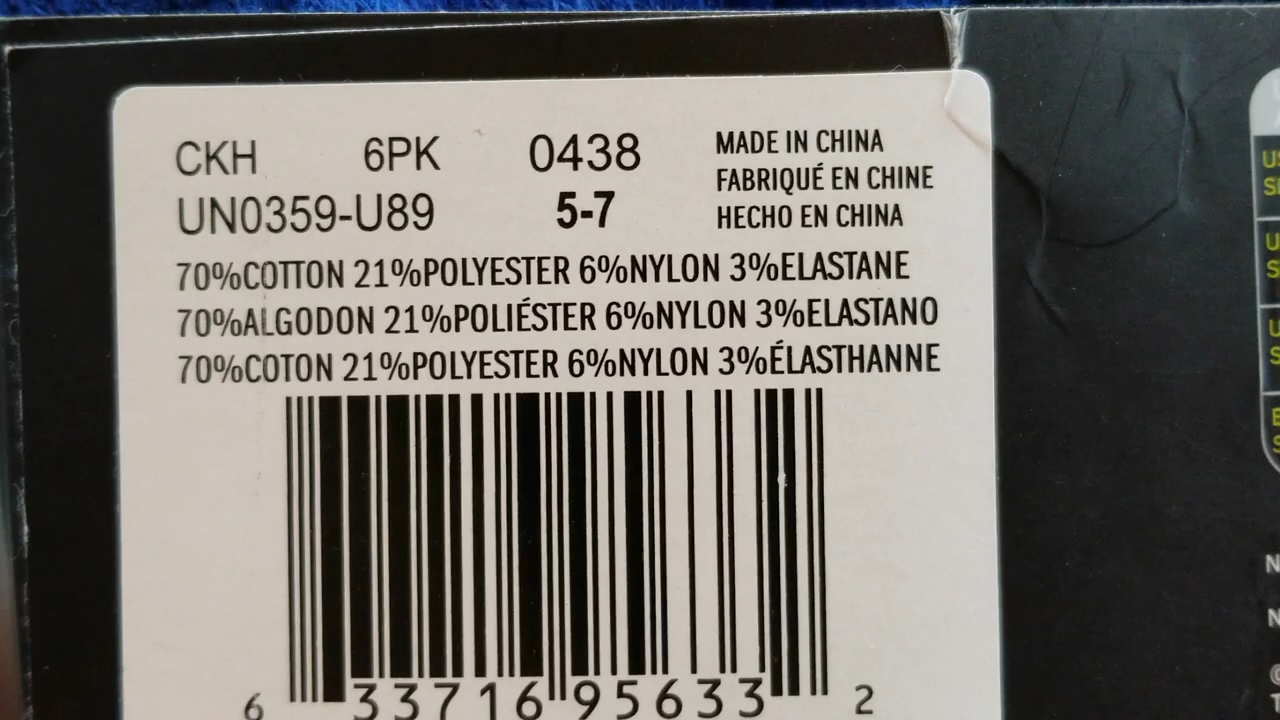 CKH 6PK 0438 MADE IN CHINA
UN0359-U89 5-7 FABRIQUÉ EN CHINE
HECHO EN CHINA
70%COTTON 21%POLYESTER 6%NYLON 3%ELASTANE
70%ALGODON 21%POLIÉSTER 6%NYLON 3%ELASTANO
70%COTON 21%POLYESTER 6%NYLON 3%ÉLASTHANNE
6 33716 95633 2